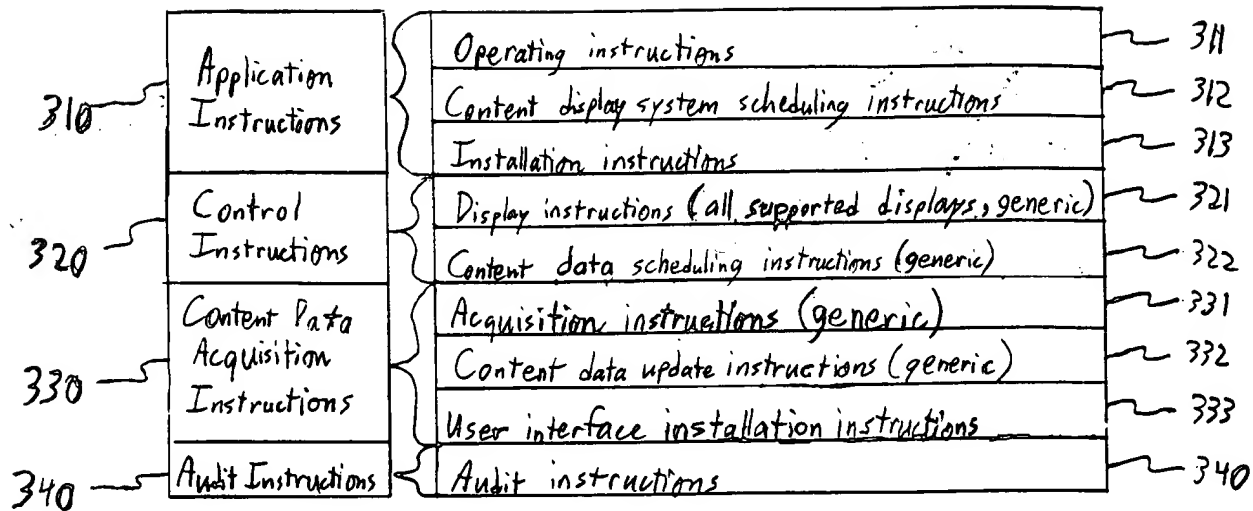 310
Application
Instructions
Operating instructions
311
Content display system scheduling instructions
312
Installation instructions
313
320
Control
Instructions
Display instructions (all supported displays, generic)
321
Content data scheduling instructions (generic)
322
330
Content Data
Acquisition
Instructions
Acquisition instructions (generic)
331
Content data update instructions (generic)
332
User interface installation instructions
333
340
Audit Instructions
Audit instructions
340